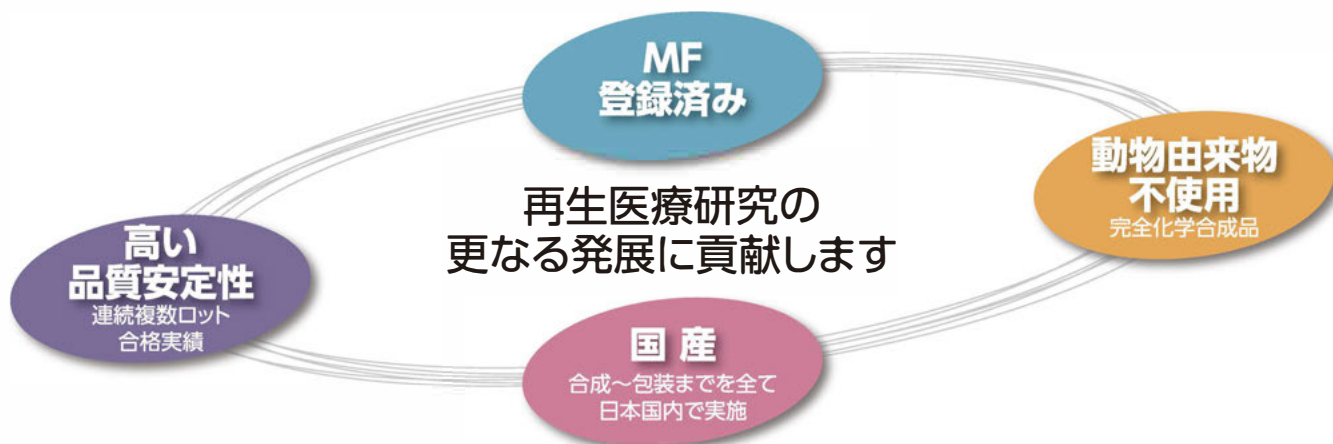 MF
登録済み
動物由来物
不使用
完全化学合成品
再生医療研究の
更なる発展に貢献します
高い
品質安定性
連続複数ロット
合格実績
国産
合成～包装までを全て
日本国内で実施